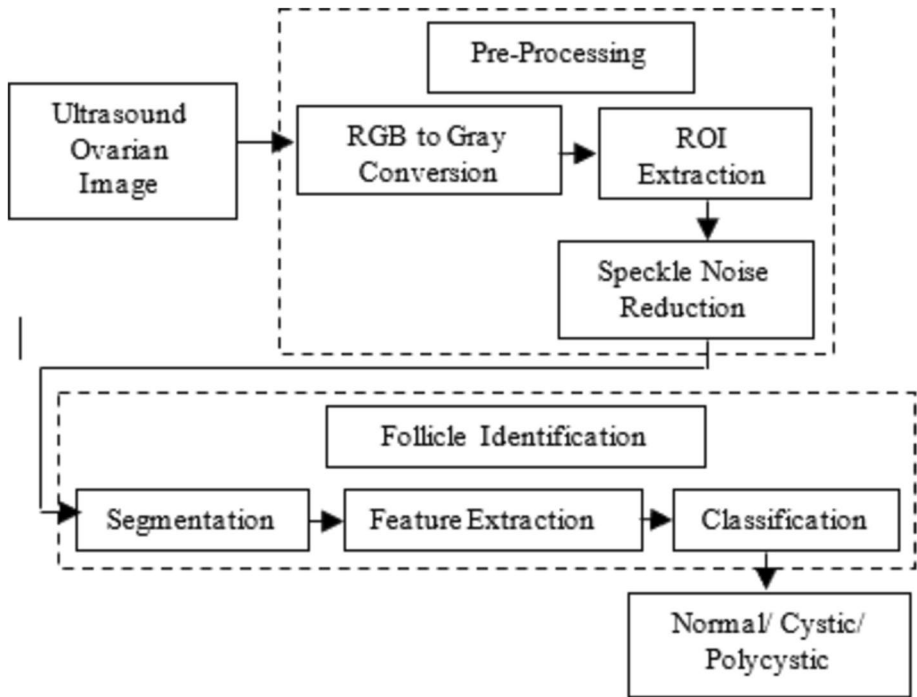 Pre-Processing
Ultrasound
Ovarian
Image
RGB to Gray
Conversion
ROI
Extraction
Speckle Noise
Reduction
Follicle Identification
Segmentation
Feature Extraction
Classification
Normal/ Cystic/
Polycystic